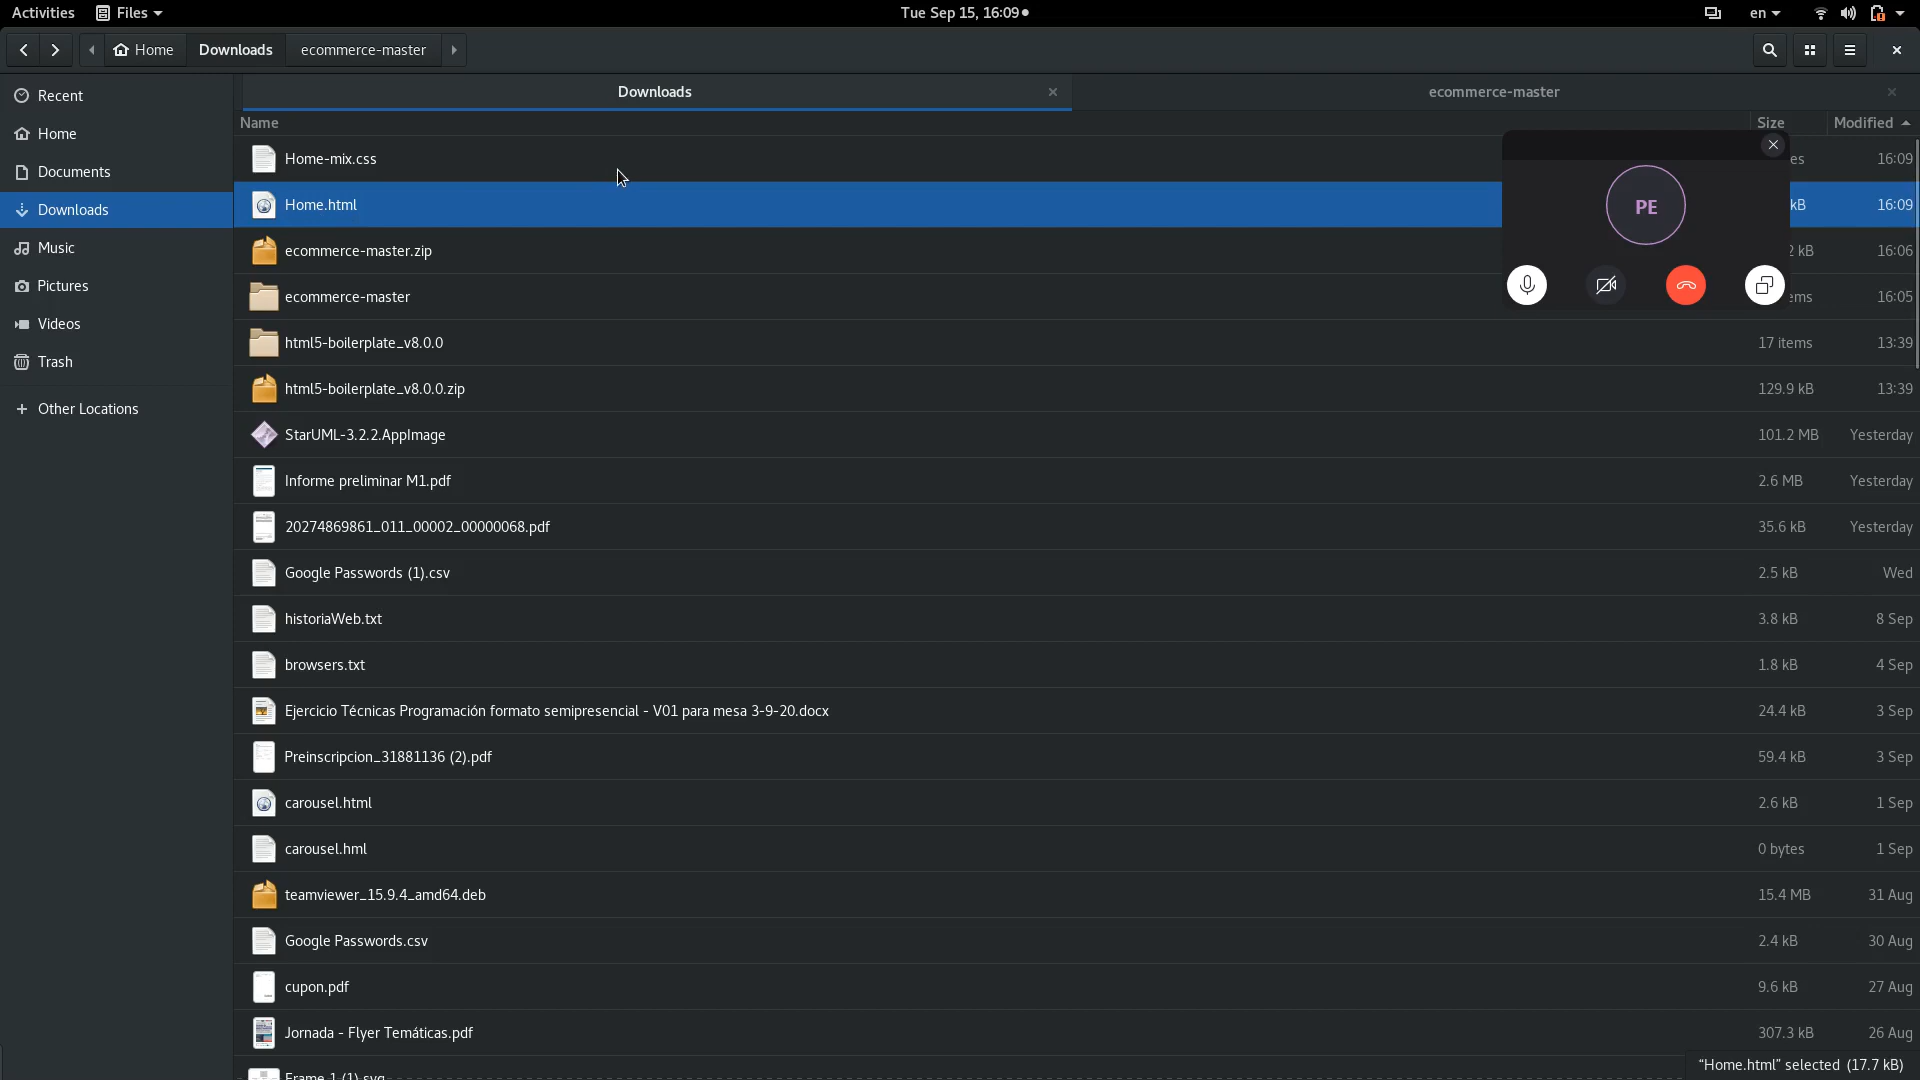 Activities Files Tue Sep 15, 16:09 en
Home Downloads ecommerce-master
Recent
Home
Documents
Downloads
Music
Pictures
Videos
Trash
Other Locations
Downloads ecommerce-master
Name Size Modified
Home-mix.css es 16:09
Home.html kB 16:09
ecommerce-master.zip 2 kB 16:06
ecommerce-master ems 16:05
html5-boilerplate_v8.0.0 17 items 13:39
html5-boilerplate_v8.0.0.zip 129.9 kB 13:39
StarUML-3.2.2.AppImage 101.2 MB Yesterday
Informe preliminar M1.pdf 2.6 MB Yesterday
20274869861_011_00002_00000068.pdf 35.6 kB Yesterday
Google Passwords (1).csv 2.5 kB Wed
historiaWeb.txt 3.8 kB 8 Sep
browsers.txt 1.8 kB 4 Sep
Ejercicio Técnicas Programación formato semipresencial - V01 para mesa 3-9-20.docx 24.4 kB 3 Sep
Preinscripcion_31881136 (2).pdf 59.4 kB 3 Sep
carousel.html 2.6 kB 1 Sep
carousel.hml 0 bytes 1 Sep
teamviewer_15.9.4_amd64.deb 15.4 MB 31 Aug
Google Passwords.csv 2.4 kB 30 Aug
cupon.pdf 9.6 kB 27 Aug
Jornada - Flyer Temáticas.pdf 307.3 kB 26 Aug
Frame 1 (1).svg
PE
“Home.html” selected (17.7 kB)